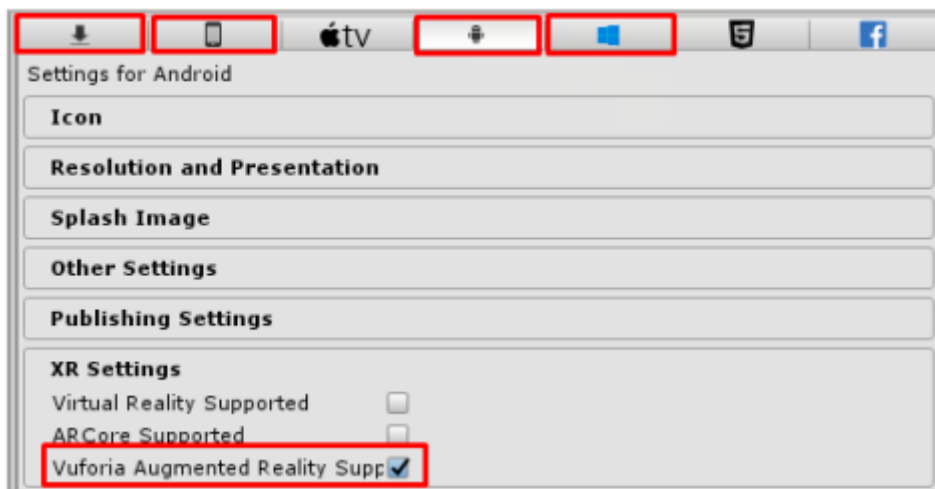 tv
Settings for Android
Icon
Resolution and Presentation
Splash Image
Other Settings
Publishing Settings
XR Settings
Virtual Reality Supported
ARCore Supported
Vuforia Augmented Reality Supp